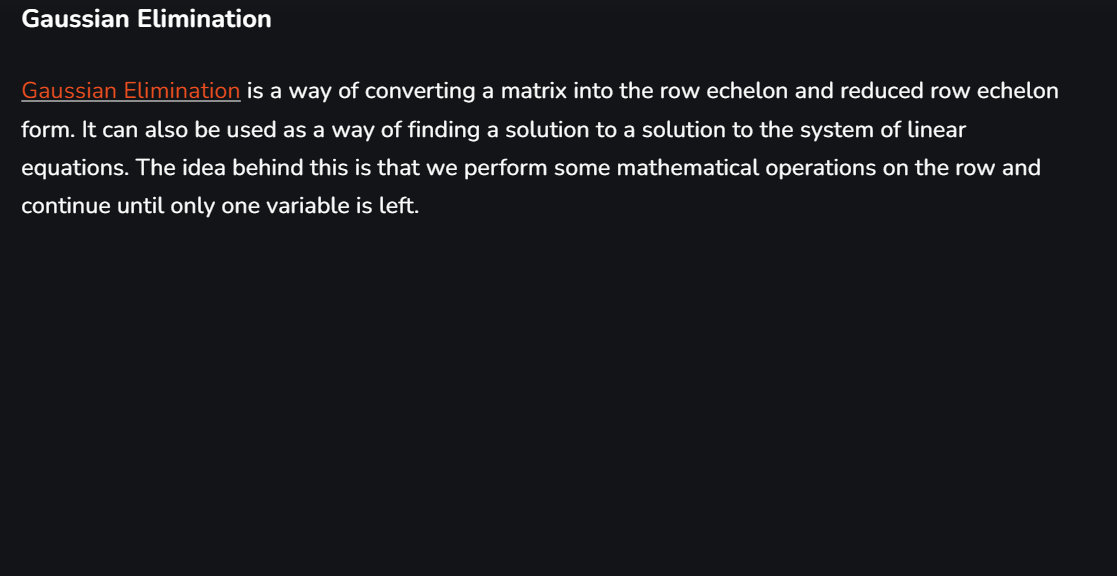 Gaussian Elimination
Gaussian Elimination is a way of converting a matrix into the row echelon and reduced row echelon
form. It can also be used as a way of finding a solution to a solution to the system of linear
equations. The idea behind this is that we perform some mathematical operations on the row and
continue until only one variable is left.